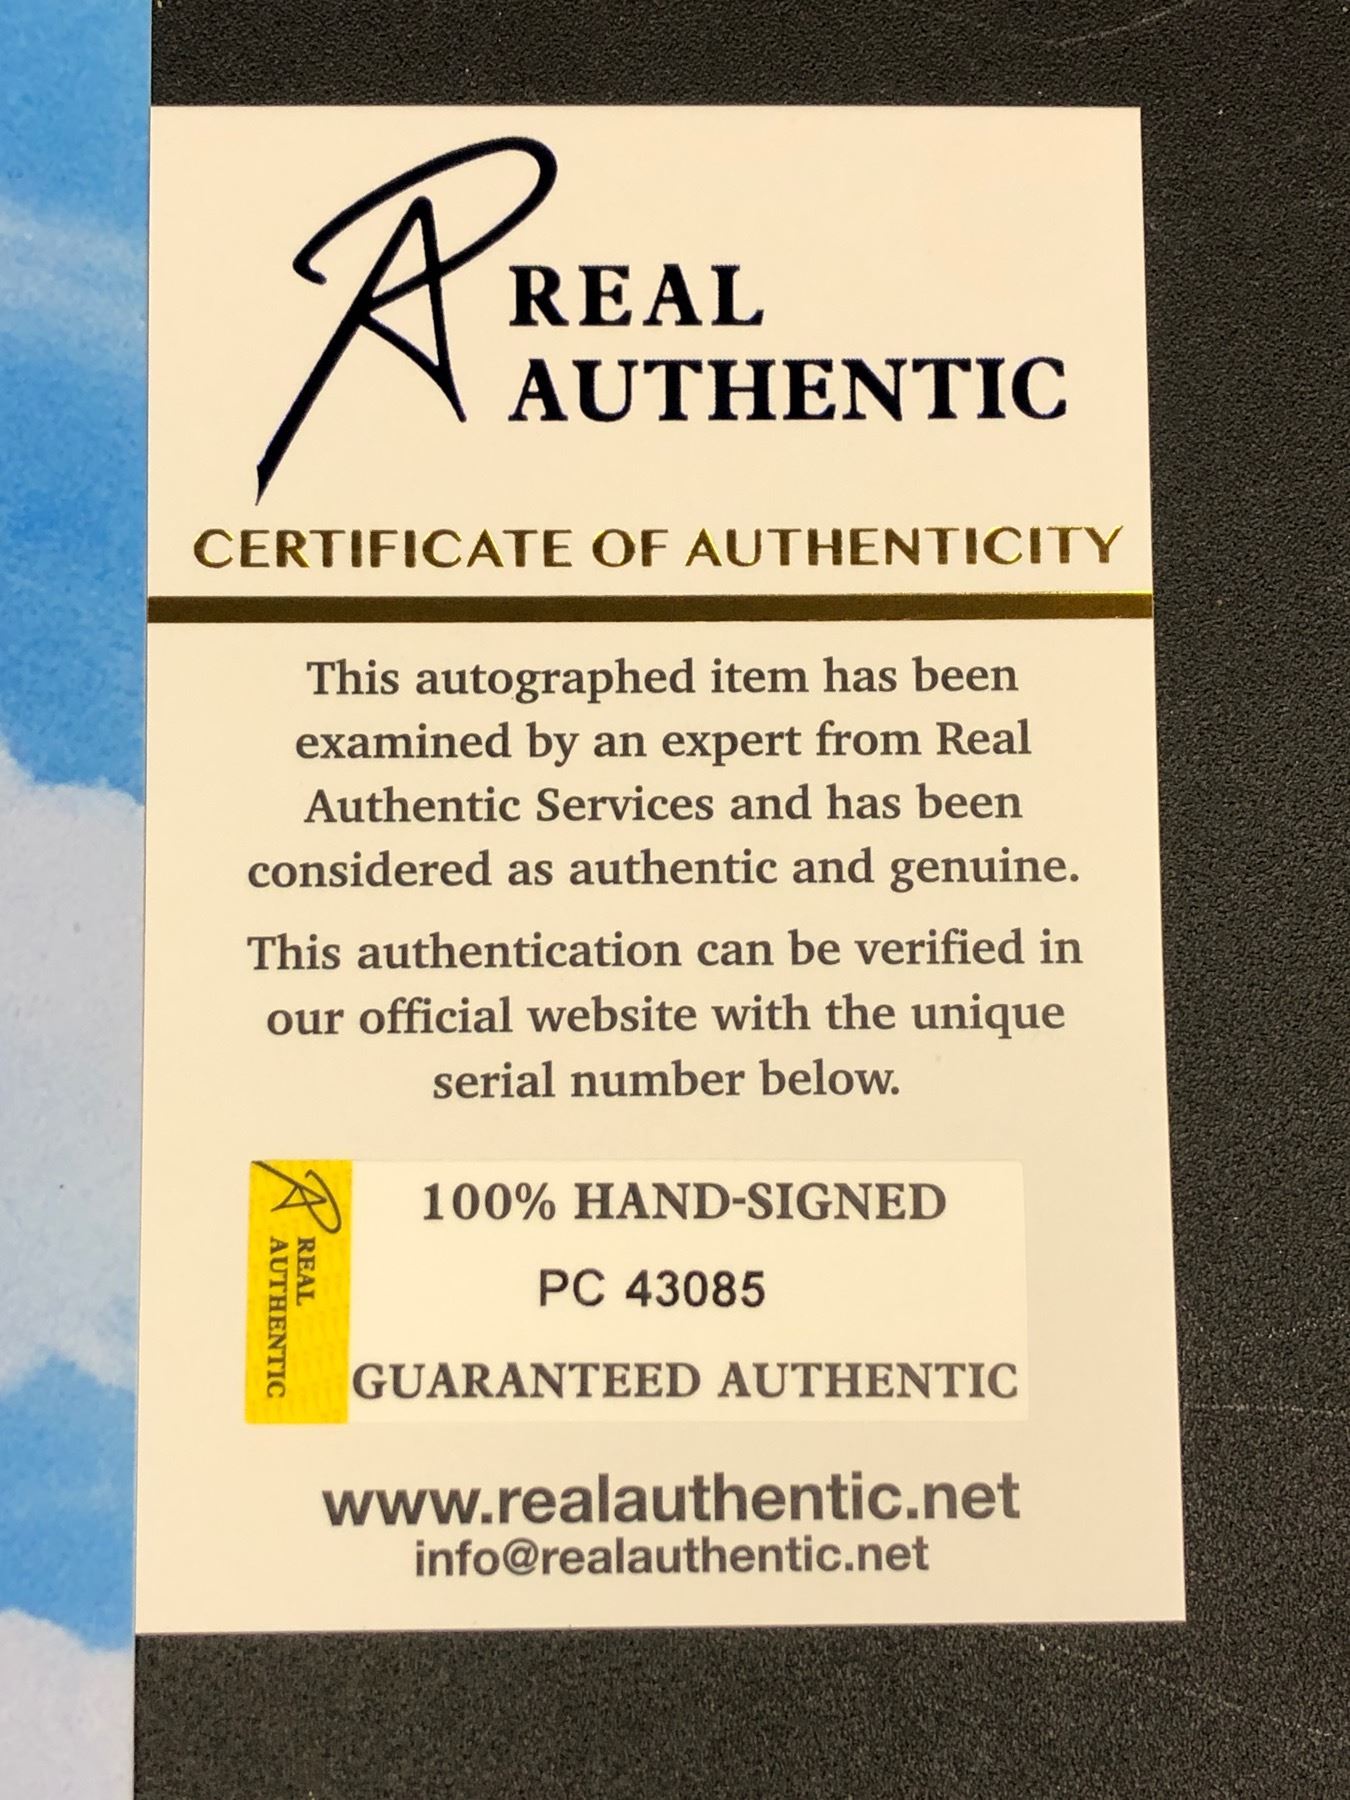 REAL
AUTHENTIC
CERTIFICATE OF AUTHENTICITY
This autographed item has been
examined by an expert from Real
Authentic Services and has been
considered as authentic and genuine.
This authentication can be verified in
our official website with the unique
serial number below.
REAL
AUTHENTIC
100% HAND-SIGNED
PC 43085
GUARANTEED AUTHENTIC
www.realauthentic.net
info@realauthentic.net